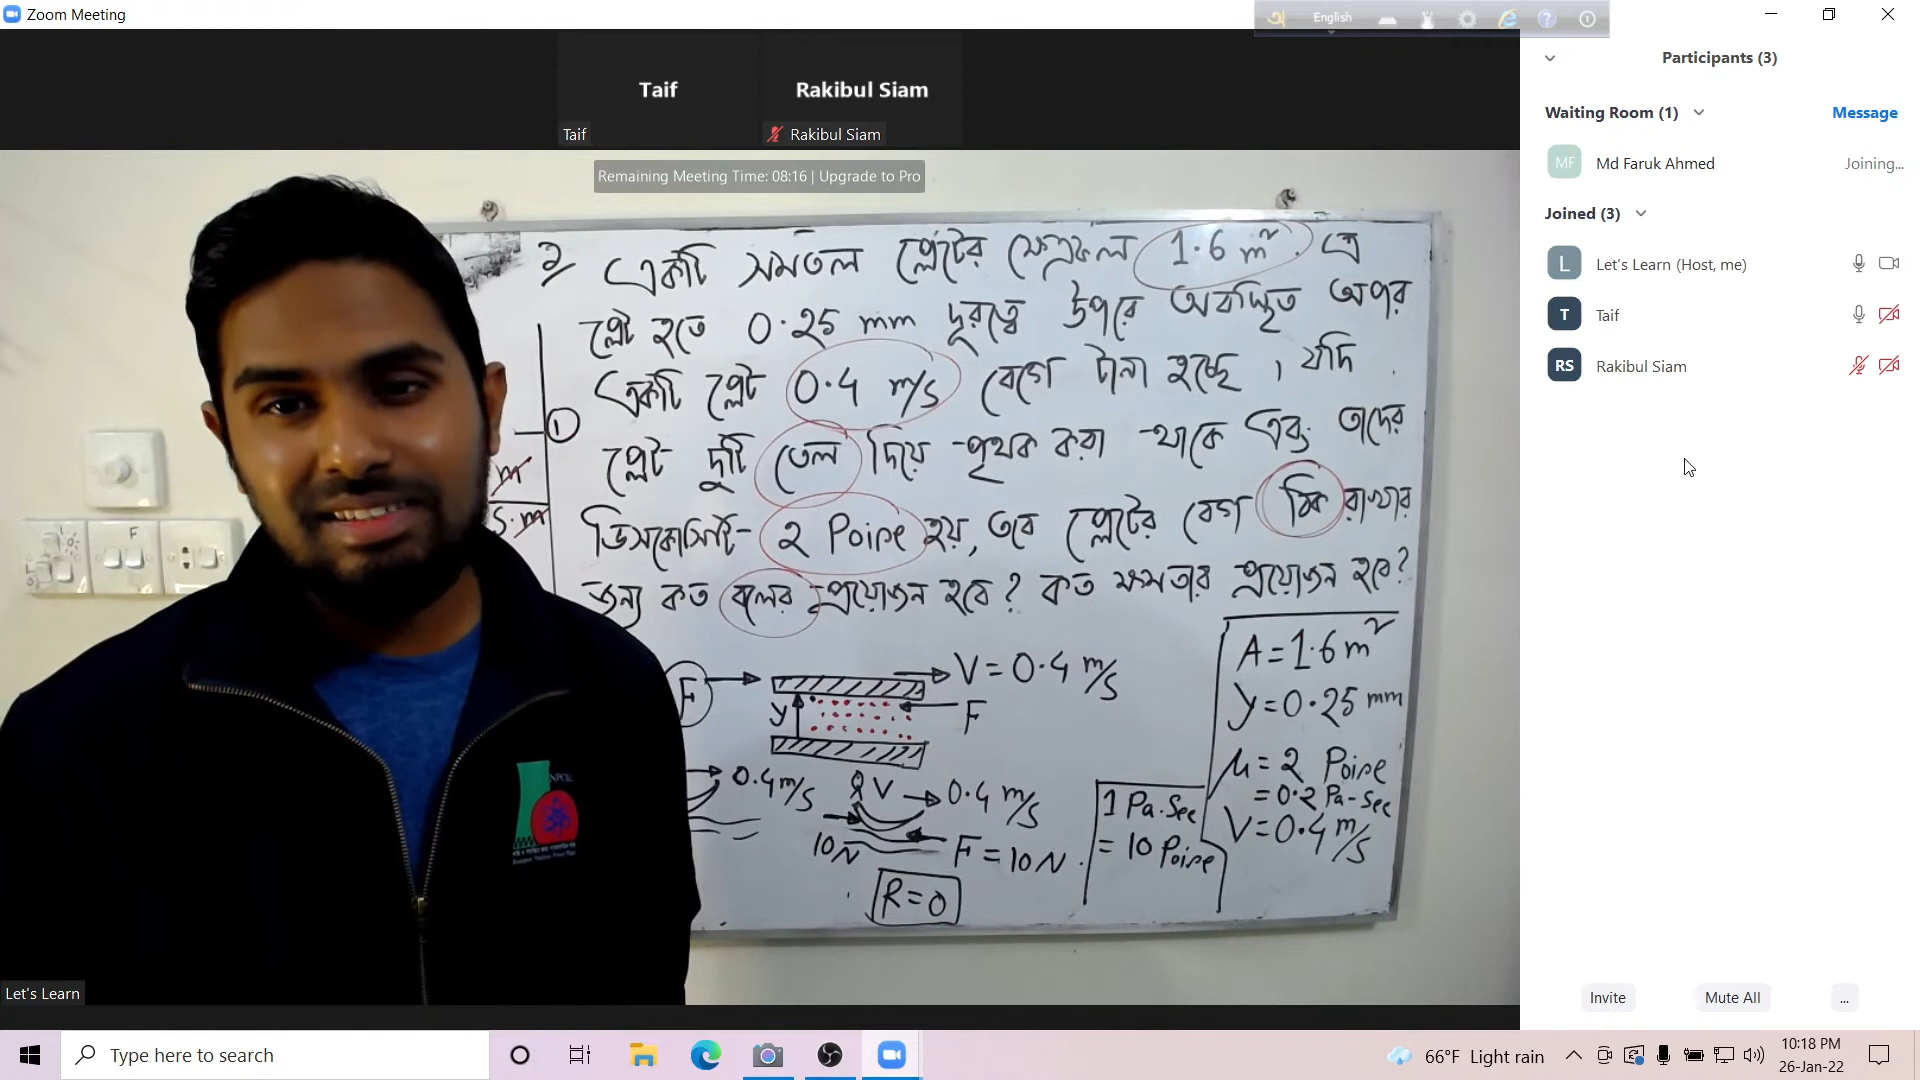 Zoom Meeting
English
Taif
Rakibul Siam
Taif
Rakibul Siam
Remaining Meeting Time: 08:16 | Upgrade to Pro
২/ একটি সমতল প্লেটের ক্ষেত্রফল 1.6 m². ঐ
প্লেট হতে 0.25 mm দূরত্বে উপরে অবস্থিত অপর
একটি প্লেট 0.4 m/s বেগে টানা হচ্ছে । যদি
প্লেট দুটি তেল দিয়ে পৃথক করা থাকে এবং তাদের
ভিসকোসিটি 2 Poise হয়, তবে প্লেটের বেগ ঠিক রাখার
জন্য কত বলের প্রয়োজন হবে? কত ক্ষমতার প্রয়োজন হবে?
1
m
s.m
F
V = 0.4 m/s
y
F
0.4 m/s
V
0.4 m/s
10N
F = 10N
R = 0
1 Pa.Sec
= 10 Poise
A = 1.6 m²
y = 0.25 mm
μ = 2 Poise
= 0.2 Pa-Sec
V = 0.4 m/s
NPCBL
Let's Learn
Participants (3)
Waiting Room (1)
Message
MF
Md Faruk Ahmed
Joining...
Joined (3)
L
Let's Learn (Host, me)
T
Taif
RS
Rakibul Siam
Invite
Mute All
...
Type here to search
66°F Light rain
10:18 PM
26-Jan-22